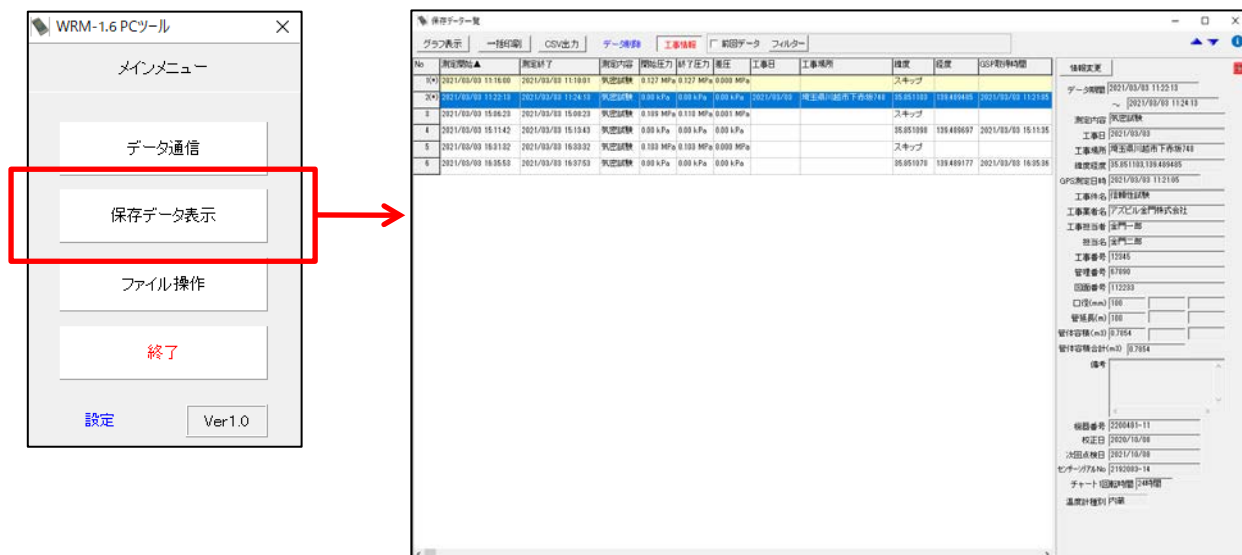 WRM-1.6 PCツール
メインメニュー
データ通信
保存データ表示
ファイル操作
終了
設定 Ver1.0
保存データ一覧
グラフ表示 一括印刷 CSV出力 データ削除 工事情報 前回データ フィルター
No 測定開始▲ 測定終了 測定内容 開始圧力 終了圧力 差圧 工事日 工事場所 緯度 経度 GSP取得時間
1(*) 2021/03/03 11:16:00 2021/03/03 11:18:01 気密試験 0.127 MPa 0.127 MPa 0.000 MPa スキップ
2(*) 2021/03/03 11:22:13 2021/03/03 11:24:13 気密試験 0.00 kPa 0.00 kPa 0.00 kPa 2021/03/03 埼玉県川越市下赤坂748 35.851103 139.489485 2021/03/03 11:21:05
3 2021/03/03 15:06:23 2021/03/03 15:08:23 気密試験 0.109 MPa 0.110 MPa 0.001 MPa スキップ
4 2021/03/03 15:11:42 2021/03/03 15:13:43 気密試験 0.00 kPa 0.00 kPa 0.00 kPa 35.851098 139.489697 2021/03/03 15:11:35
5 2021/03/03 16:31:32 2021/03/03 16:33:32 気密試験 0.103 MPa 0.103 MPa 0.000 MPa スキップ
6 2021/03/03 16:35:53 2021/03/03 16:37:53 気密試験 0.00 kPa 0.00 kPa 0.00 kPa 35.851078 139.489177 2021/03/03 16:35:36
情報変更
データ期間 2021/03/03 11:22:13
～ 2021/03/03 11:24:13
測定内容 気密試験
工事日 2021/03/03
工事場所 埼玉県川越市下赤坂748
緯度経度 35.851103,139.489485
GPS測定日時 2021/03/03 11:21:05
工事件名 信頼性試験
工事業者名 アズビル金門株式会社
工事担当者 金門一郎
担当名 金門二郎
工事番号 12345
管理番号 67890
図面番号 112233
口径(mm) 100
管延長(m) 100
管体容積(m3) 0.7854
管体容積合計(m3) 0.7854
備考
機器番号 2200401-11
校正日 2020/10/08
次回点検日 2021/10/08
センサーシリアルNo 2192003-14
チャート1回転時間 24時間
温度計種別 内蔵